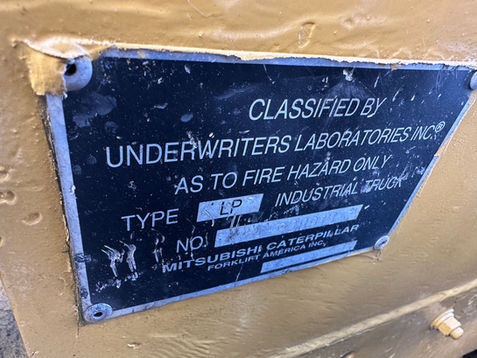 CLASSIFIED BY
UNDERWRITERS LABORATORIES INC.®
AS TO FIRE HAZARD ONLY
TYPE LP INDUSTRIAL TRUCK
NO.
MITSUBISHI CATERPILLAR
FORKLIFT AMERICA INC.